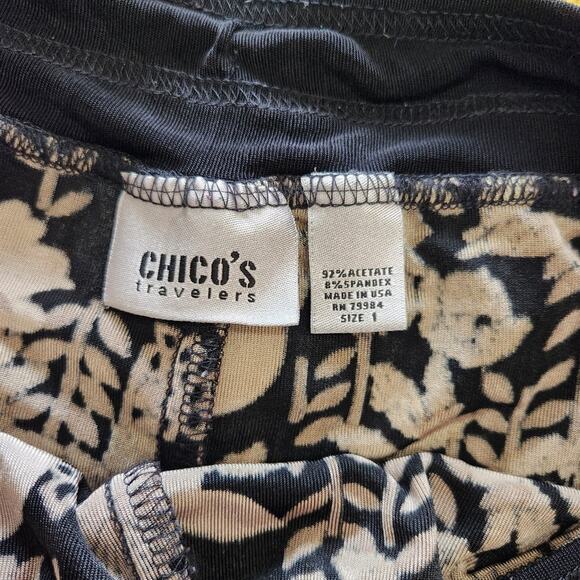 CHICO'S
travelers
92% ACETATE
8% SPANDEX
MADE IN USA
RN 79984
SIZE 1